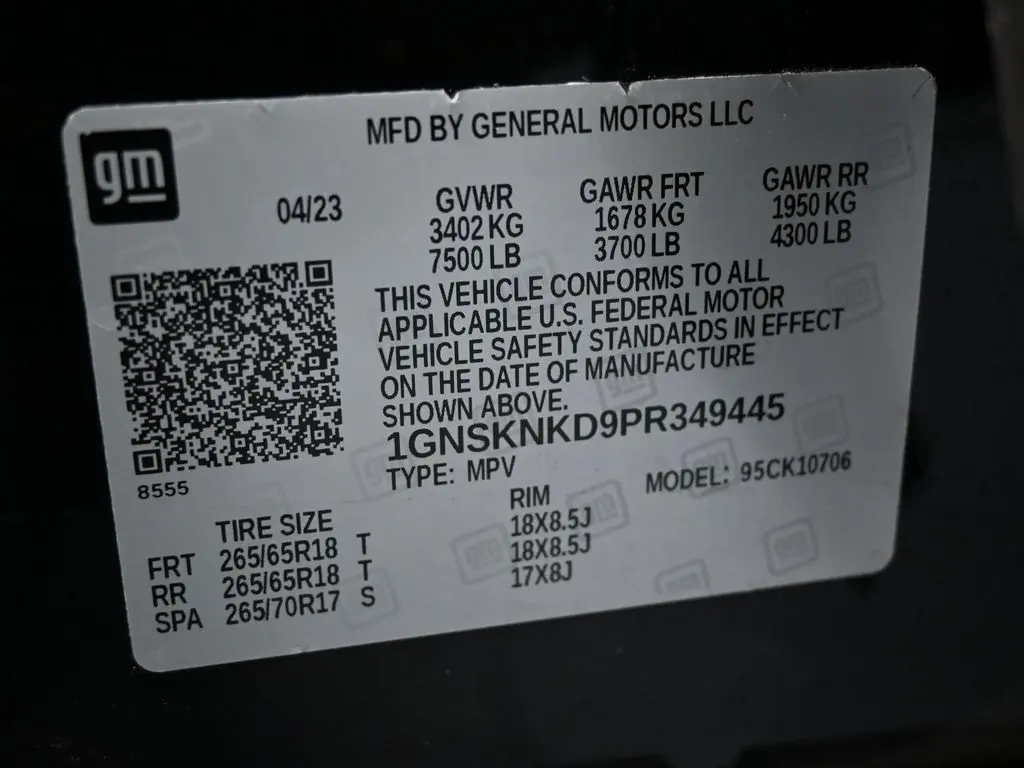 gm
MFD BY GENERAL MOTORS LLC
04/23
GVWR GAWR FRT GAWR RR
3402 KG 1678 KG 1950 KG
7500 LB 3700 LB 4300 LB
THIS VEHICLE CONFORMS TO ALL
APPLICABLE U.S. FEDERAL MOTOR
VEHICLE SAFETY STANDARDS IN EFFECT
ON THE DATE OF MANUFACTURE
SHOWN ABOVE.
1GNSKNKD9PR349445
TYPE: MPV MODEL: 95CK10706
8555
TIRE SIZE RIM
FRT 265/65R18 T 18X8.5J
RR 265/65R18 T 18X8.5J
SPA 265/70R17 S 17X8J